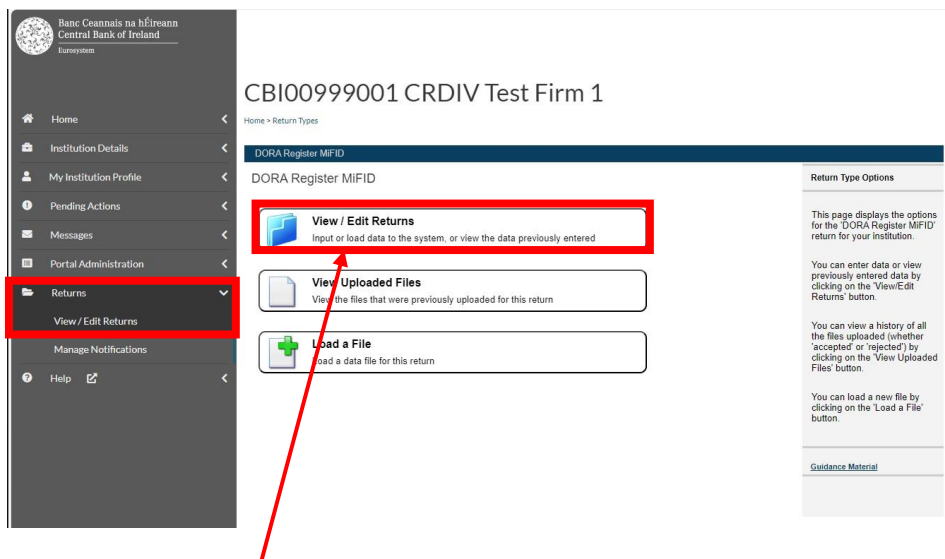 Banc Ceannais na hÉireann
Central Bank of Ireland
Eurosystem
Home
Institution Details
My Institution Profile
Pending Actions
Messages
Portal Administration
Returns
View / Edit Returns
Manage Notifications
Help
CBI00999001 CRDIV Test Firm 1
Home > Return Types
DORA Register MiFID
DORA Register MiFID
View / Edit Returns
Input or load data to the system, or view the data previously entered
View Uploaded Files
View the files that were previously uploaded for this return
Load a File
Load a data file for this return
Return Type Options
This page displays the options
for the 'DORA Register MiFID'
return for your institution.
You can enter data or view
previously entered data by
clicking on the 'View/Edit
Returns' button.
You can view a history of all
the files uploaded (whether
'accepted' or 'rejected') by
clicking on the 'View Uploaded
Files' button.
You can load a new file by
clicking on the 'Load a File'
button.
Guidance Material